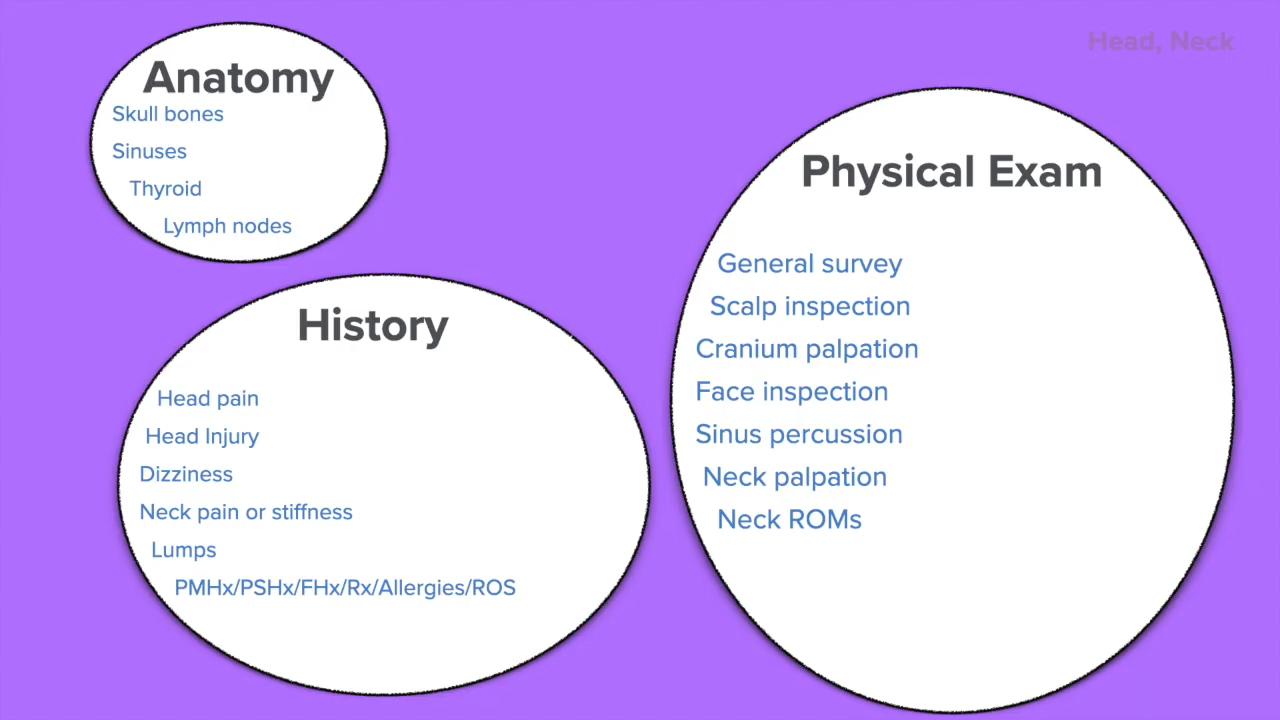 Head, Neck
Anatomy
Skull bones
Sinuses
Thyroid
Lymph nodes
History
Head pain
Head Injury
Dizziness
Neck pain or stiffness
Lumps
PMHx/PSHx/FHx/Rx/Allergies/ROS
Physical Exam
General survey
Scalp inspection
Cranium palpation
Face inspection
Sinus percussion
Neck palpation
Neck ROMs